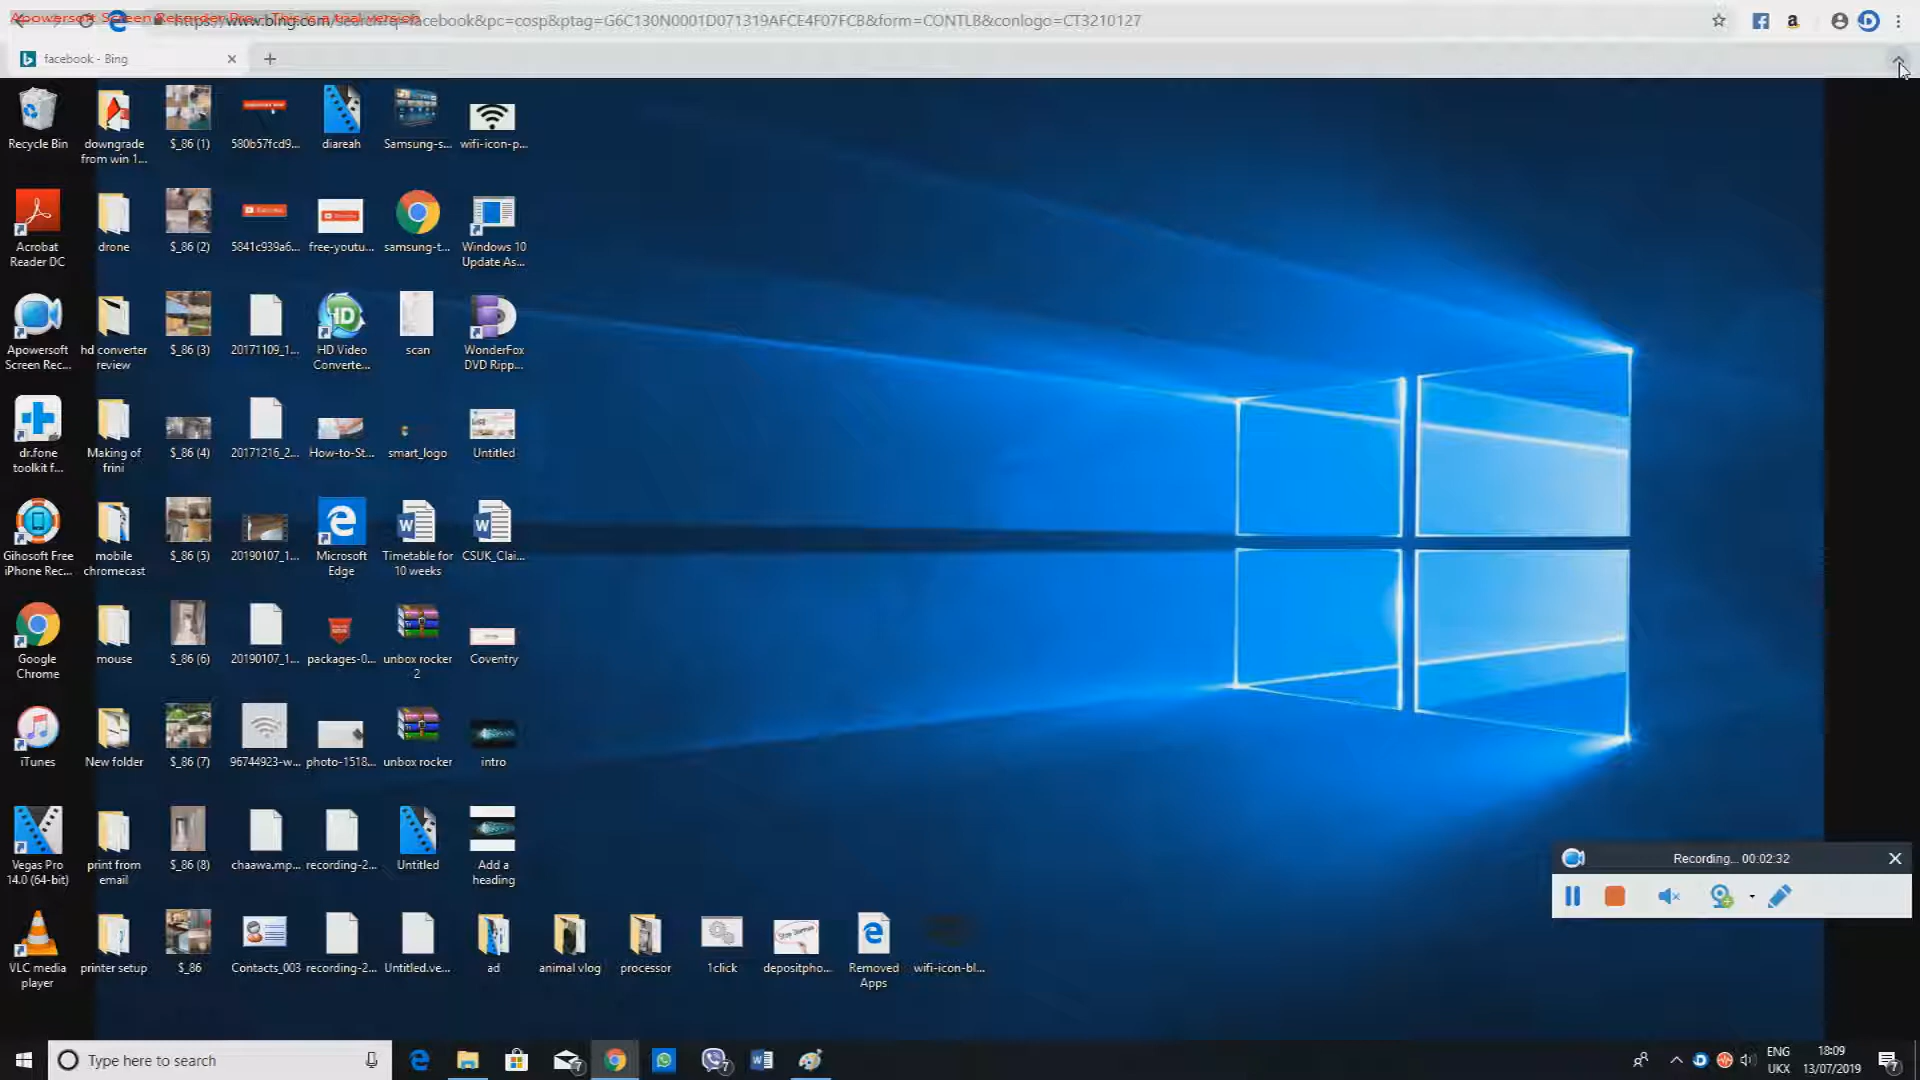 Apowersoft Screen Rekorder Pro - This is a trial version
https://www.bing.com/search?q=facebook&pc=cosp&ptag=G6C130N0001D071319AFCE4F07FCB&form=CONTLB&conlogo=CT3210127
facebook - Bing
Recycle Bin
downgrade from win 1...
$_86 (1)
580b57fcd9...
diareah
Samsung-s...
wifi-icon-p...
Acrobat Reader DC
drone
$_86 (2)
5841c939a6...
free-youtu...
samsung-t...
Windows 10 Update As...
Apowersoft Screen Rec...
hd converter review
$_86 (3)
20171109_1...
HD Video Converte...
scan
WonderFox DVD Ripp...
dr.fone toolkit f...
Making of frini
$_86 (4)
20171216_2...
How-to-St...
smart_logo
Untitled
Gihosoft Free iPhone Rec...
mobile chromecast
$_86 (5)
20190107_1...
Microsoft Edge
Timetable for 10 weeks
CSUK_Clai...
Google Chrome
mouse
$_86 (6)
20190107_1...
packages-0...
unbox rocker 2
Coventry
iTunes
New folder
$_86 (7)
96744923-w...
photo-1518...
unbox rocker
intro
Vegas Pro 14.0 (64-bit)
print from email
$_86 (8)
chaawa.mp...
recording-2...
Untitled
Add a heading
VLC media player
printer setup
$_86
Contacts_003
recording-2...
Untitled.ve...
ad
animal vlog
processor
1click
depositpho...
Removed Apps
wifi-icon-bl...
Recording... 00:02:32
Type here to search
ENG
UKX
18:09
13/07/2019